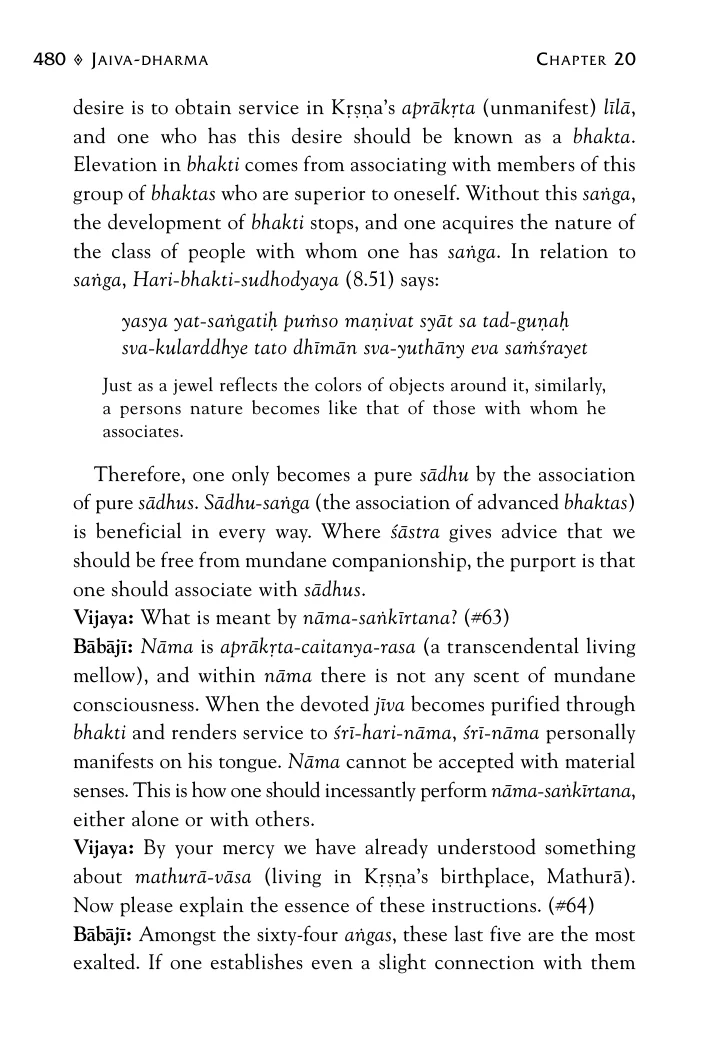 480 ◊ JAIVA-DHARMA CHAPTER 20
desire is to obtain service in Kṛṣṇa's aprākṛta (unmanifest) līlā,
and one who has this desire should be known as a bhakta.
Elevation in bhakti comes from associating with members of this
group of bhaktas who are superior to oneself. Without this saṅga,
the development of bhakti stops, and one acquires the nature of
the class of people with whom one has saṅga. In relation to
saṅga, Hari-bhakti-sudhodyaya (8.51) says:
yasya yat-saṅgatiḥ puṁso maṇivat syāt sa tad-guṇaḥ
sva-kularddhye tato dhīmān sva-yuthāny eva saṁśrayet
Just as a jewel reflects the colors of objects around it, similarly,
a persons nature becomes like that of those with whom he
associates.
Therefore, one only becomes a pure sādhu by the association
of pure sādhus. Sādhu-saṅga (the association of advanced bhaktas)
is beneficial in every way. Where śāstra gives advice that we
should be free from mundane companionship, the purport is that
one should associate with sādhus.
Vijaya: What is meant by nāma-saṅkīrtana? (#63)
Bābājī: Nāma is aprākṛta-caitanya-rasa (a transcendental living
mellow), and within nāma there is not any scent of mundane
consciousness. When the devoted jīva becomes purified through
bhakti and renders service to śrī-hari-nāma, śrī-nāma personally
manifests on his tongue. Nāma cannot be accepted with material
senses. This is how one should incessantly perform nāma-saṅkīrtana,
either alone or with others.
Vijaya: By your mercy we have already understood something
about mathurā-vāsa (living in Kṛṣṇa's birthplace, Mathurā).
Now please explain the essence of these instructions. (#64)
Bābājī: Amongst the sixty-four aṅgas, these last five are the most
exalted. If one establishes even a slight connection with them